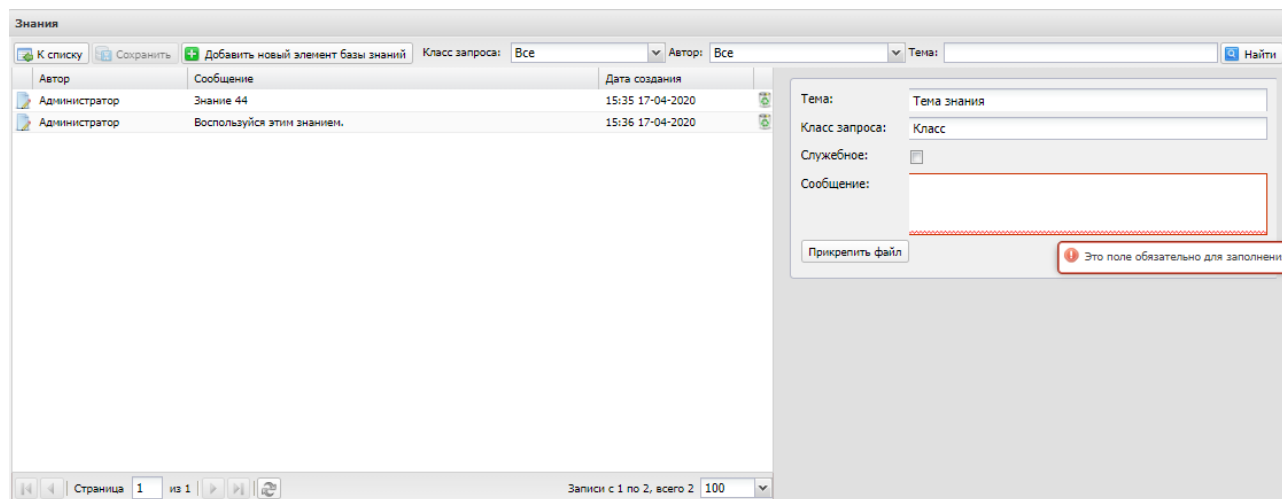 Знания
К списку Сохранить Добавить новый элемент базы знаний Класс запроса: Все Автор: Все Тема: Найти
Автор Сообщение Дата создания
Администратор Знание 44 15:35 17-04-2020
Администратор Воспользуйся этим знанием. 15:36 17-04-2020
Тема: Тема знания
Класс запроса: Класс
Служебное:
Сообщение:
Прикрепить файл
Это поле обязательно для заполнени
Страница 1 из 1 Записи с 1 по 2, всего 2 100